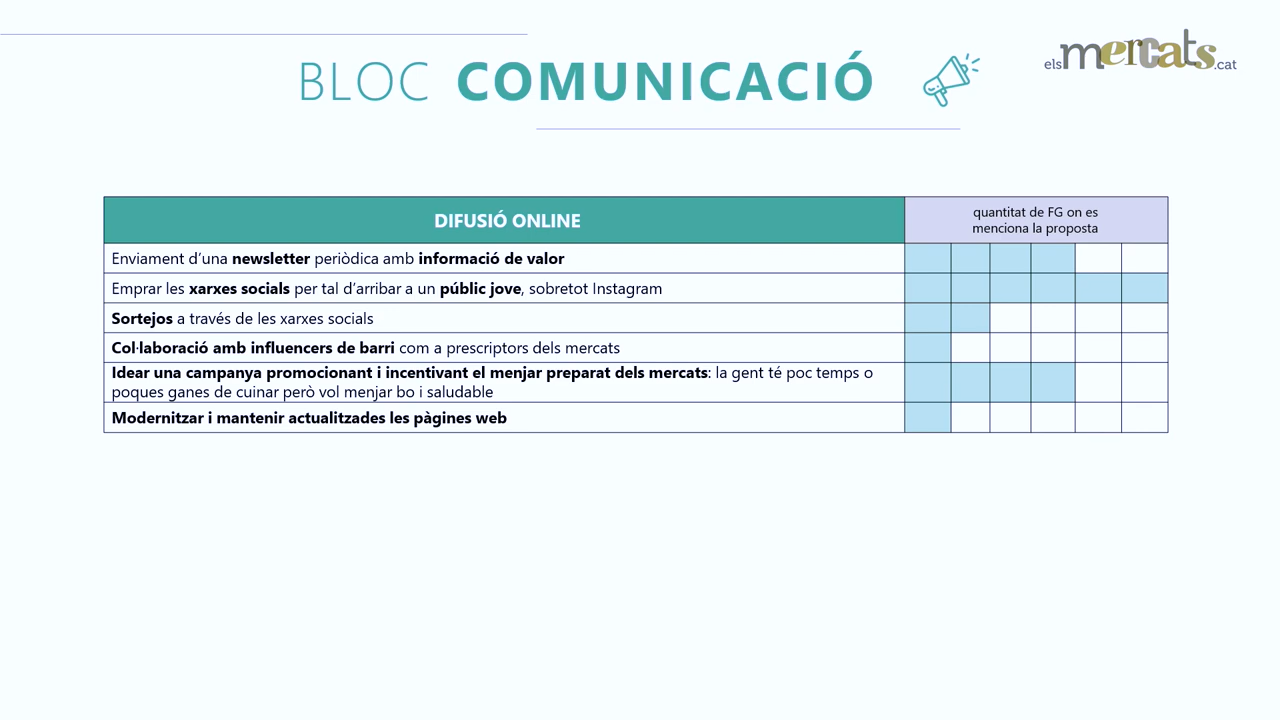 elsmercats.cat
BLOC COMUNICACIÓ
DIFUSIÓ ONLINE
quantitat de FG on es
menciona la proposta
Enviament d’una newsletter periòdica amb informació de valor
Emprar les xarxes socials per tal d’arribar a un públic jove, sobretot Instagram
Sortejos a través de les xarxes socials
Col·laboració amb influencers de barri com a prescriptors dels mercats
Idear una campanya promocionant i incentivant el menjar preparat dels mercats: la gent té poc temps o
poques ganes de cuinar però vol menjar bo i saludable
Modernitzar i mantenir actualitzades les pàgines web